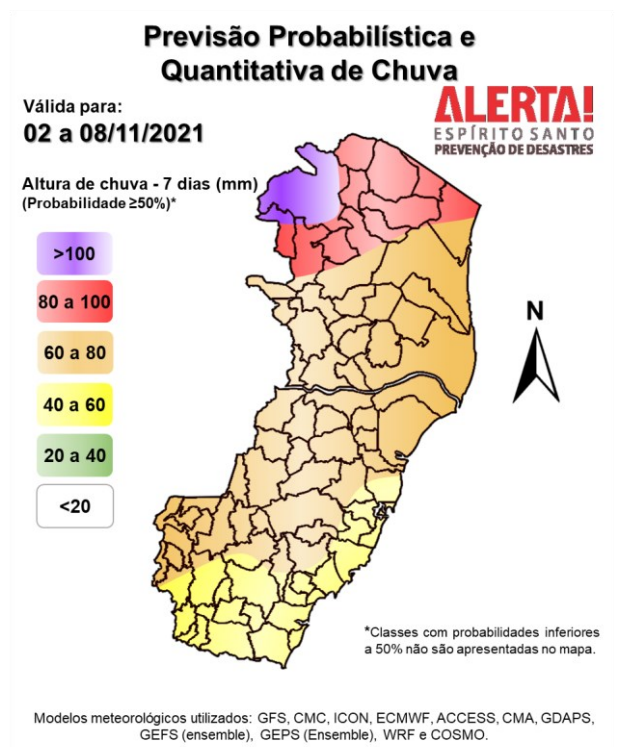 Previsão Probabilística e
Quantitativa de Chuva
Válida para:
02 a 08/11/2021
ALERTA!
ESPÍRITO SANTO
PREVENÇÃO DE DESASTRES
Altura de chuva - 7 dias (mm)
(Probabilidade ≥50%)*
>100
80 a 100
60 a 80
40 a 60
20 a 40
<20
N
*Classes com probabilidades inferiores
a 50% não são apresentadas no mapa.
Modelos meteorológicos utilizados: GFS, CMC, ICON, ECMWF, ACCESS, CMA, GDAPS,
GEFS (ensemble), GEPS (Ensemble), WRF e COSMO.